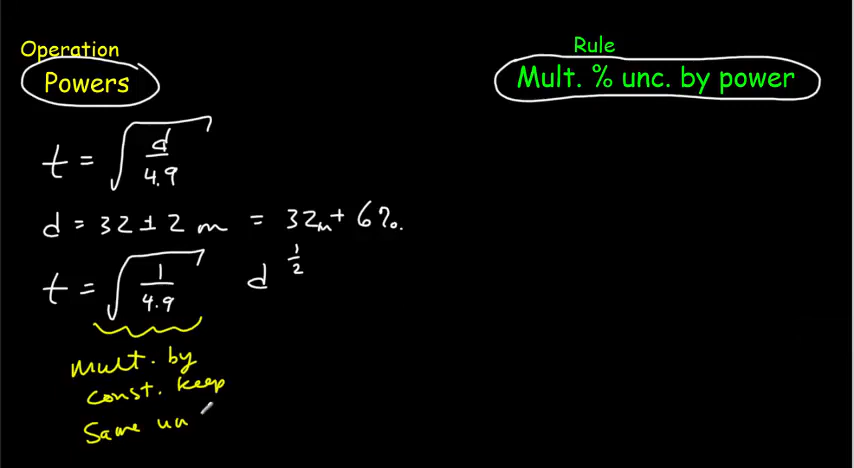 Operation
Rule
Powers
Mult. % unc. by power
t = √(d/4.9)
d = 32 ± 2 m = 32m + 6%.
t = √(1/4.9) d^(1/2)
Mult. by
const. keep
Same un